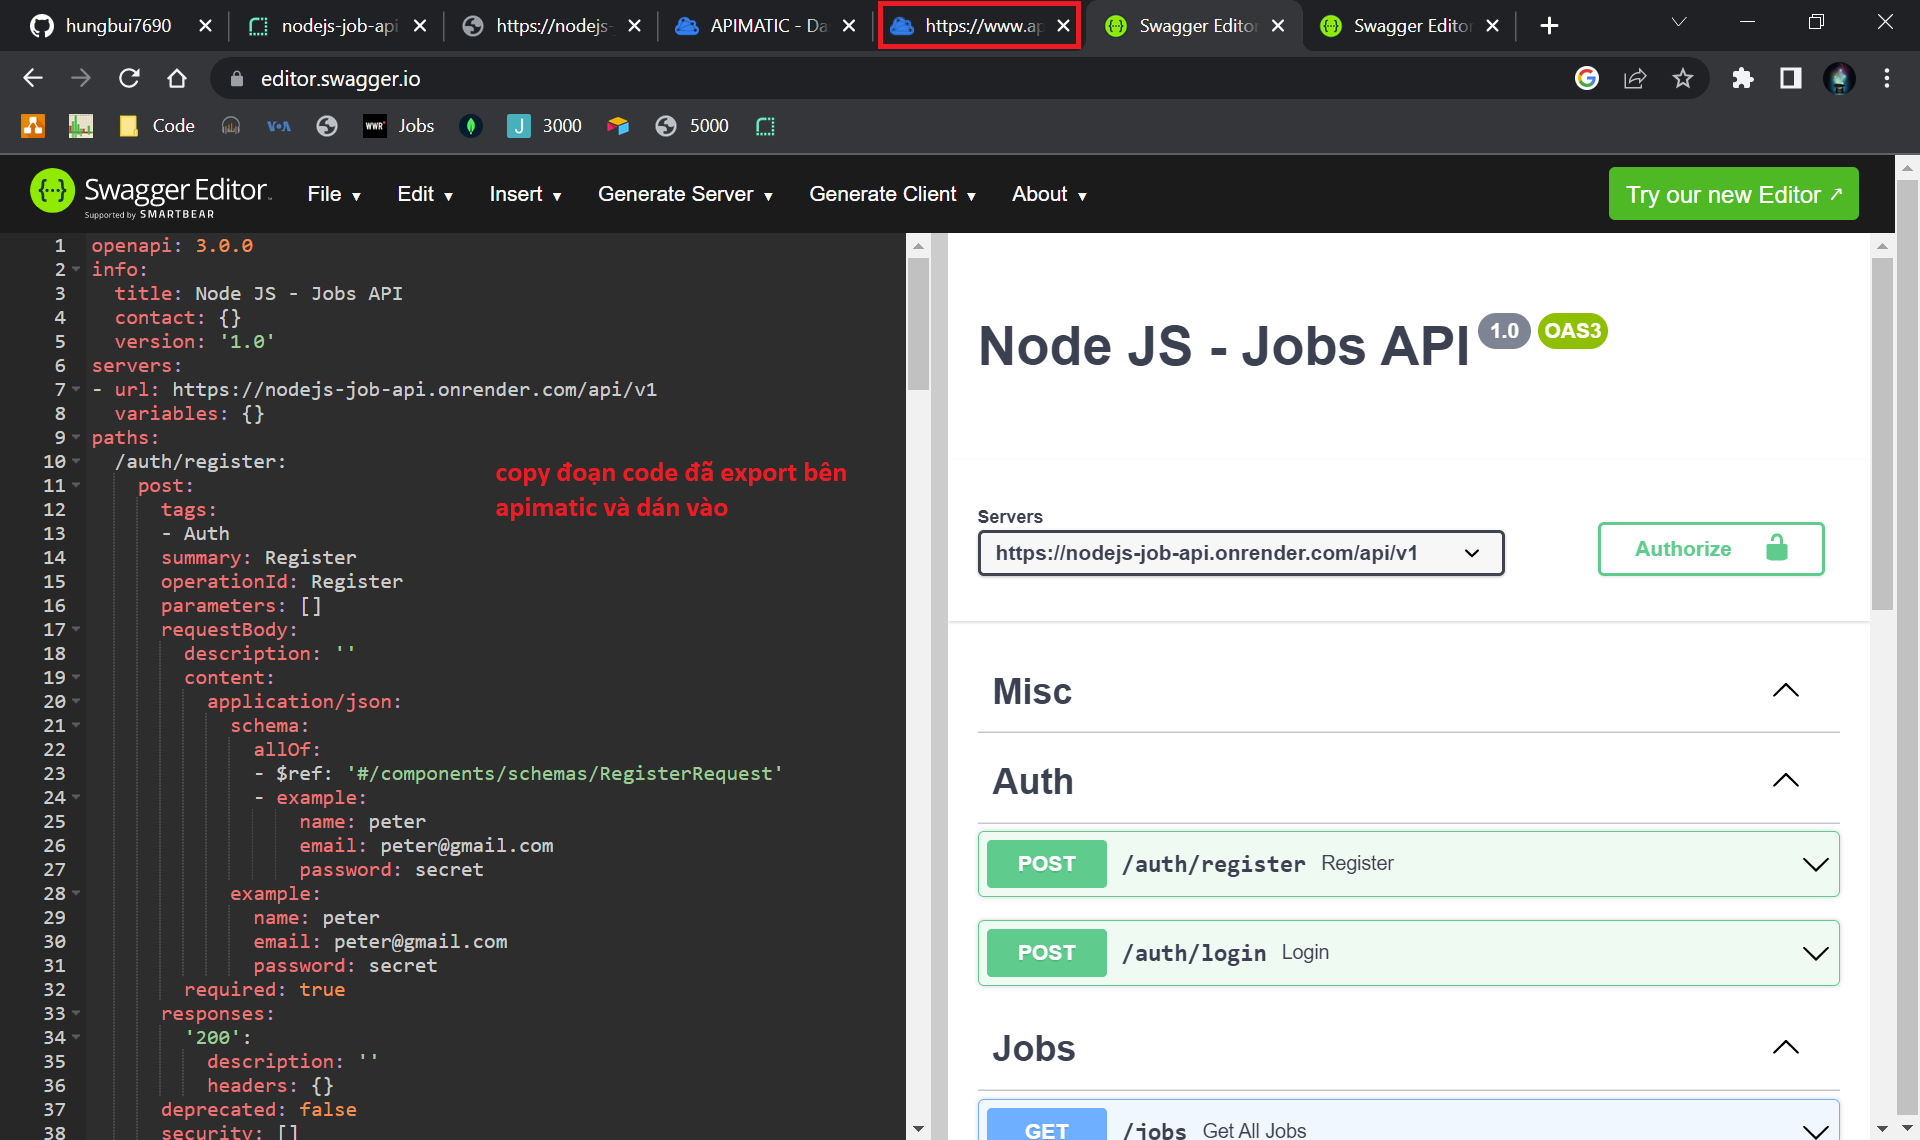 hungbui7690
nodejs-job-api
https://nodejs-
APIMATIC - Da
https://www.ap
Swagger Editor
Swagger Editor
editor.swagger.io
Code
VOA
WWR
Jobs
J
3000
5000
Swagger Editor
Supported by SMARTBEAR
File
Edit
Insert
Generate Server
Generate Client
About
Try our new Editor
1 openapi: 3.0.0
2 info:
3 title: Node JS - Jobs API
4 contact: {}
5 version: '1.0'
6 servers:
7 - url: https://nodejs-job-api.onrender.com/api/v1
8 variables: {}
9 paths:
10 /auth/register:
11 post:
12 tags:
13 - Auth
14 summary: Register
15 operationId: Register
16 parameters: []
17 requestBody:
18 description: ''
19 content:
20 application/json:
21 schema:
22 allOf:
23 - $ref: '#/components/schemas/RegisterRequest'
24 - example:
25 name: peter
26 email: peter@gmail.com
27 password: secret
28 example:
29 name: peter
30 email: peter@gmail.com
31 password: secret
32 required: true
33 responses:
34 '200':
35 description: ''
36 headers: {}
37 deprecated: false
38 security: []
copy đoạn code đã export bên
apimatic và dán vào
Node JS - Jobs API 1.0 OAS3
Servers
https://nodejs-job-api.onrender.com/api/v1
Authorize
Misc
Auth
POST /auth/register Register
POST /auth/login Login
Jobs
GET /jobs Get All Jobs